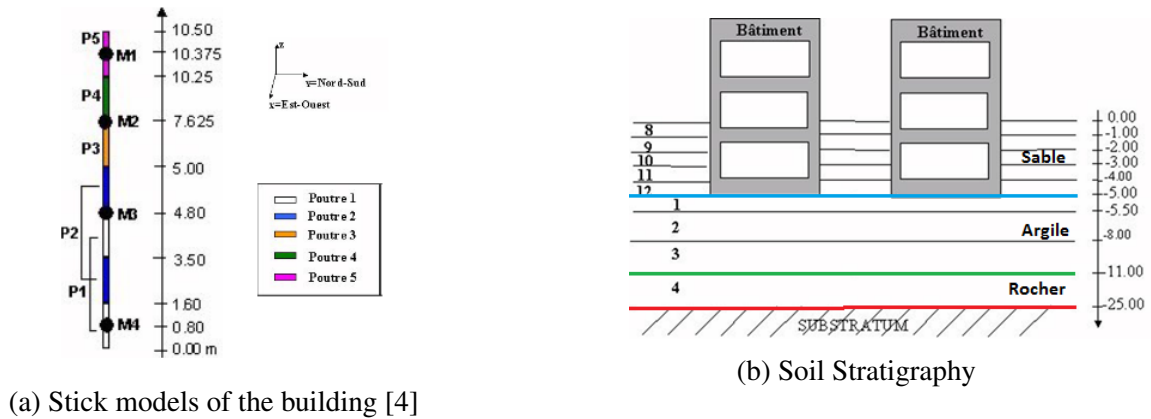 P5
10.50
M1
10.375
10.25
P4
M2
7.625
P3
5.00
M3
4.80
P2
3.50
P1
1.60
M4
0.80
0.00 m
z
Y=Nord-Sud
x=Est-Ouest
Poutre 1
Poutre 2
Poutre 3
Poutre 4
Poutre 5
(a) Stick models of the building [4]
Bâtiment
Bâtiment
0.00
8
-1.00
9
-2.00
10
Sable
-3.00
11
-4.00
12
-5.00
1
-5.50
2
Argile
-8.00
3
-11.00
4
Rocher
-25.00
SUBSTRATUM
(b) Soil Stratigraphy